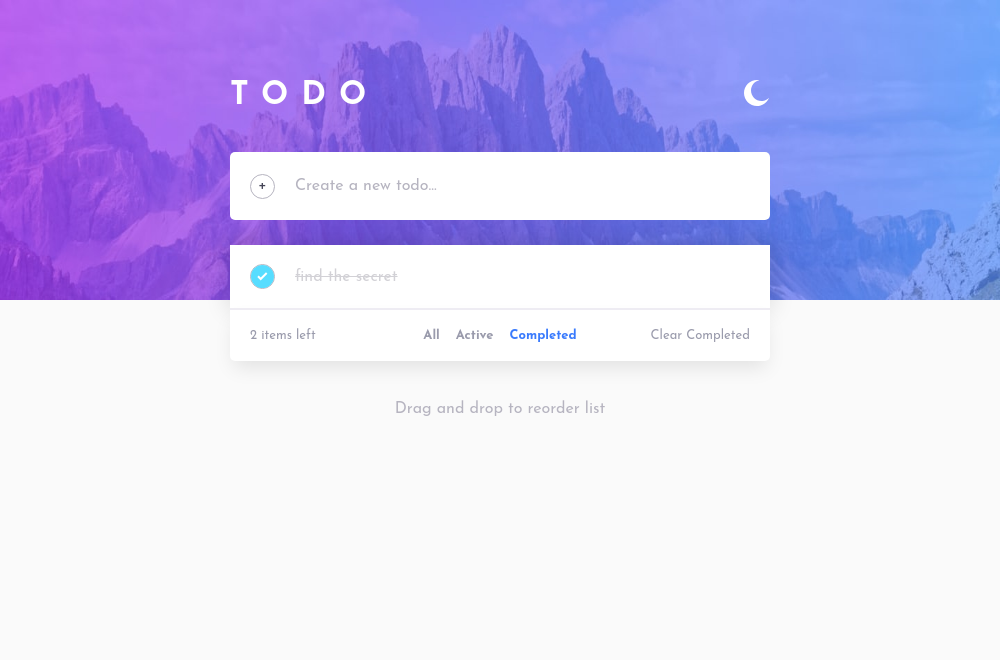 TODO
+ Create a new todo...
find the secret
2 items left All Active Completed Clear Completed
Drag and drop to reorder list